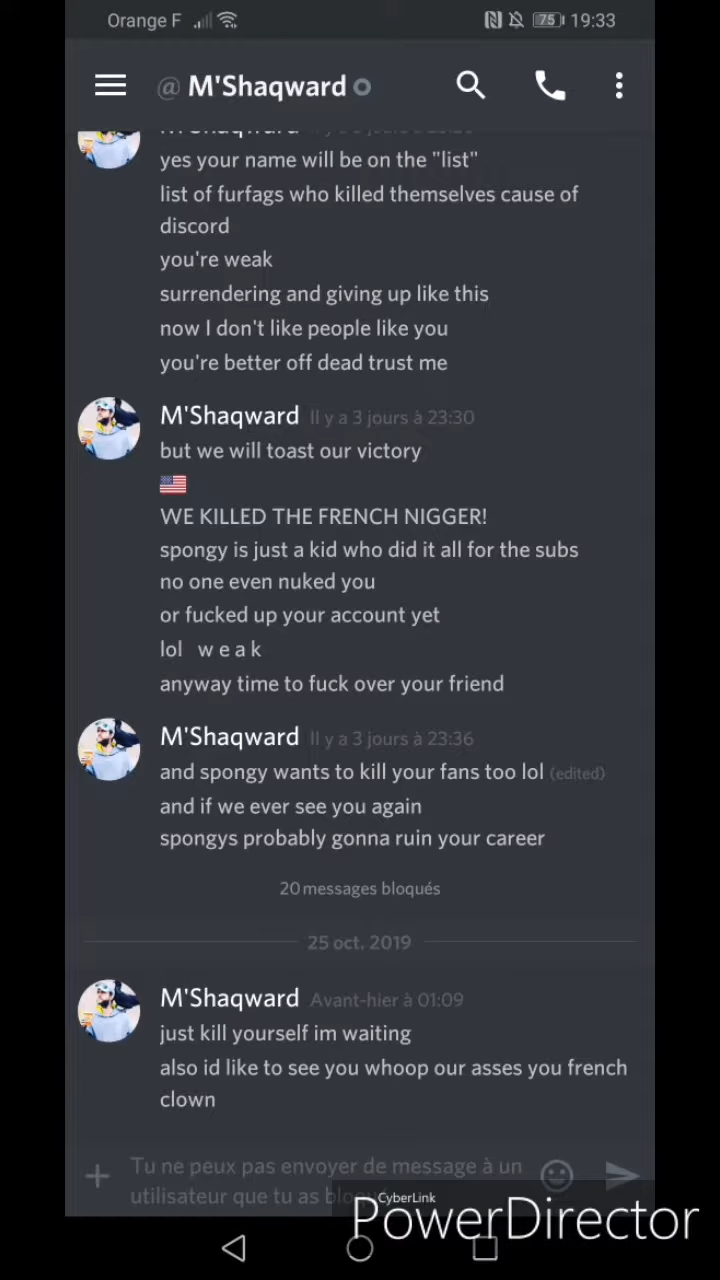 Orange F 75 19:33
@ M'Shaqward
yes your name will be on the "list"
list of furfags who killed themselves cause of
discord
you're weak
surrendering and giving up like this
now I don't like people like you
you're better off dead trust me
M'Shaqward Il y a 3 jours à 23:30
but we will toast our victory
WE KILLED THE FRENCH NIGGER!
spongy is just a kid who did it all for the subs
no one even nuked you
or fucked up your account yet
lol w e a k
anyway time to fuck over your friend
M'Shaqward Il y a 3 jours à 23:36
and spongy wants to kill your fans too lol (edited)
and if we ever see you again
spongys probably gonna ruin your career
20 messages bloqués
25 oct. 2019
M'Shaqward Avant-hier à 01:09
just kill yourself im waiting
also id like to see you whoop our asses you french
clown
Tu ne peux pas envoyer de message à un
utilisateur que tu as
CyberLink
PowerDirector